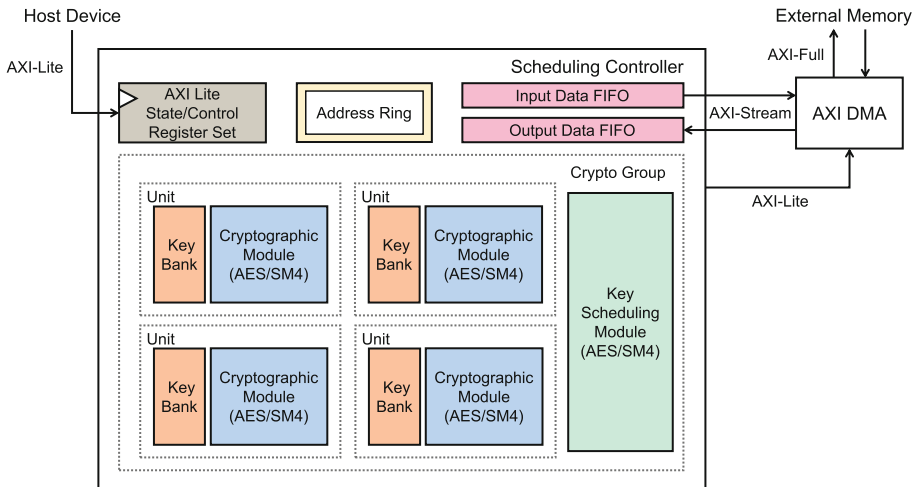 Host Device
External Memory
AXI-Lite
AXI-Full
Scheduling Controller
AXI Lite
State/Control
Register Set
Address Ring
Input Data FIFO
Output Data FIFO
AXI-Stream
AXI DMA
AXI-Lite
Crypto Group
Unit
Key
Bank
Cryptographic
Module
(AES/SM4)
Unit
Key
Bank
Cryptographic
Module
(AES/SM4)
Key
Scheduling
Module
(AES/SM4)
Unit
Key
Bank
Cryptographic
Module
(AES/SM4)
Unit
Key
Bank
Cryptographic
Module
(AES/SM4)